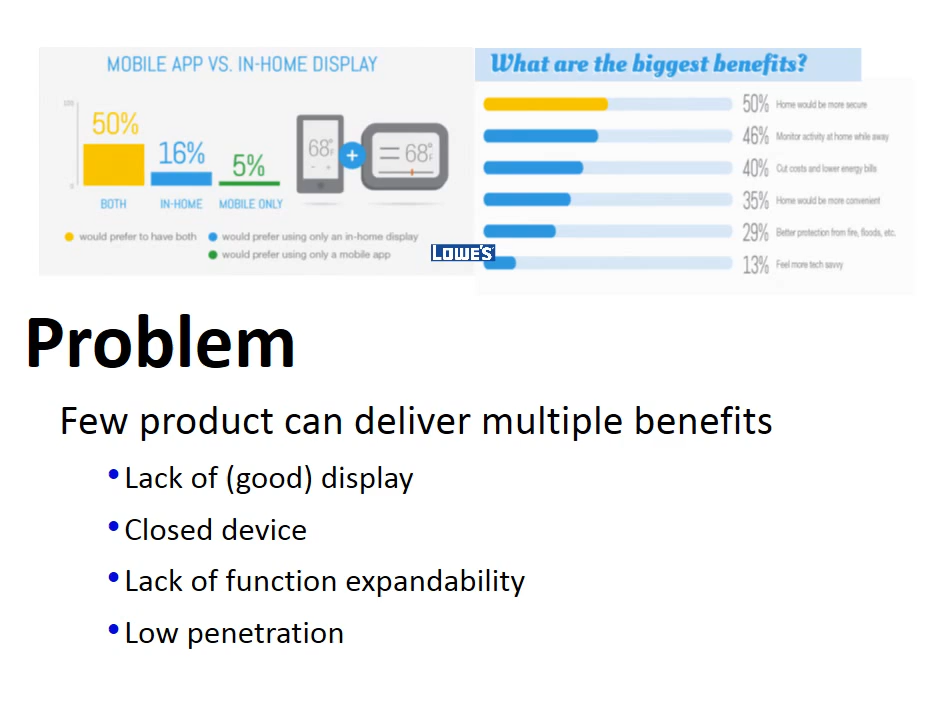 MOBILE APP VS. IN-HOME DISPLAY
100
50%
16%
5%
0
BOTH
IN-HOME
MOBILE ONLY
68°F
- +
68°F
would prefer to have both
would prefer using only an in-home display
would prefer using only a mobile app
LOWE'S
What are the biggest benefits?
50% Home would be more secure
46% Monitor activity at home while away
40% Cut costs and lower energy bills
35% Home would be more convenient
29% Better protection from fire, floods, etc.
13% Feel more tech savvy
Problem
Few product can deliver multiple benefits
•Lack of (good) display
•Closed device
•Lack of function expandability
•Low penetration